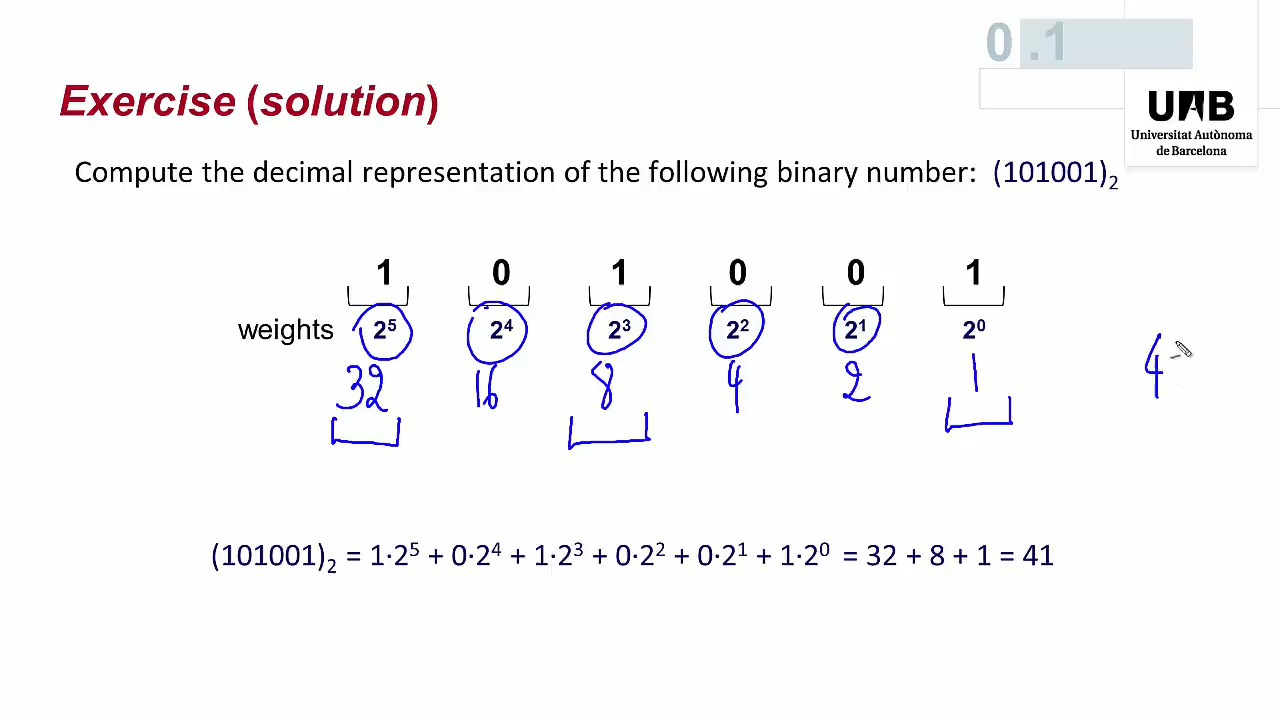 0 .1
UAB
Universitat Autònoma
de Barcelona
Exercise (solution)
Compute the decimal representation of the following binary number: (101001)₂
1 0 1 0 0 1
weights 2⁵ 2⁴ 2³ 2² 2¹ 2⁰
32 16 8 4 2 1
4
(101001)₂ = 1·2⁵ + 0·2⁴ + 1·2³ + 0·2² + 0·2¹ + 1·2⁰ = 32 + 8 + 1 = 41